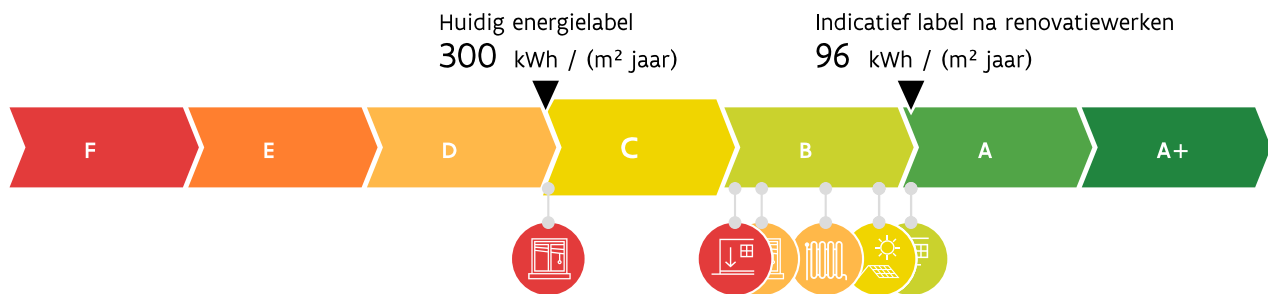 Huidig energielabel
300 kWh / (m² jaar)
Indicatief label na renovatiewerken
96 kWh / (m² jaar)
F E D C B A A+